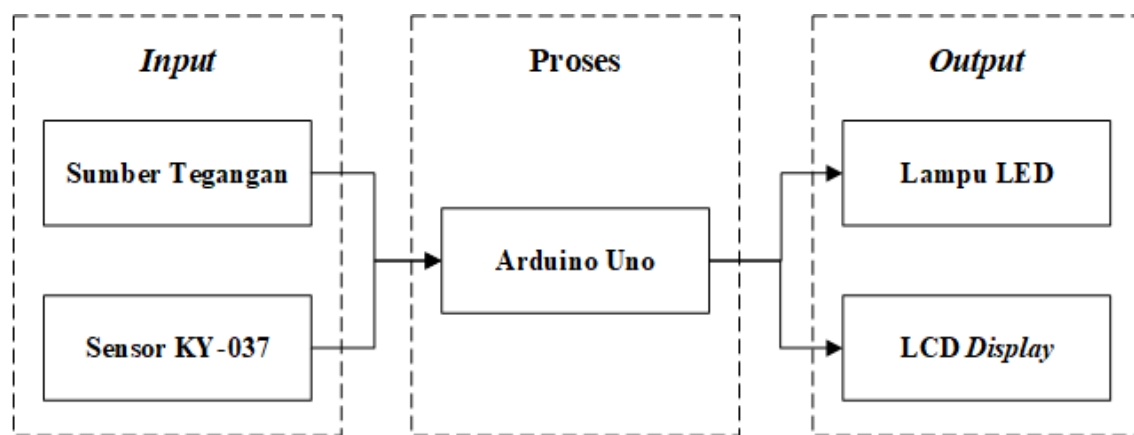 Input
Sumber Tegangan
Sensor KY-037
Proses
Arduino Uno
Output
Lampu LED
LCD Display